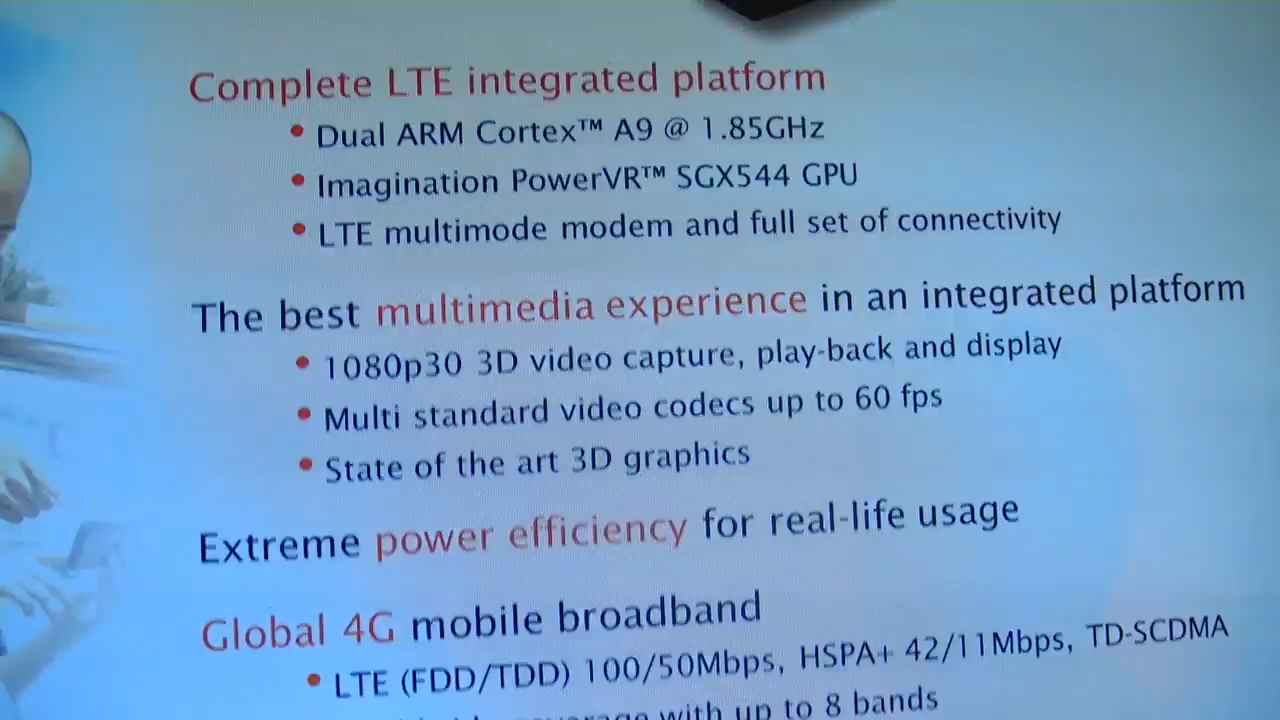 Complete LTE integrated platform
• Dual ARM Cortex™ A9 @ 1.85GHz
• Imagination PowerVR™ SGX544 GPU
• LTE multimode modem and full set of connectivity
The best multimedia experience in an integrated platform
• 1080p30 3D video capture, play-back and display
• Multi standard video codecs up to 60 fps
• State of the art 3D graphics
Extreme power efficiency for real-life usage
Global 4G mobile broadband
• LTE (FDD/TDD) 100/50Mbps, HSPA+ 42/11Mbps, TD-SCDMA
with up to 8 bands